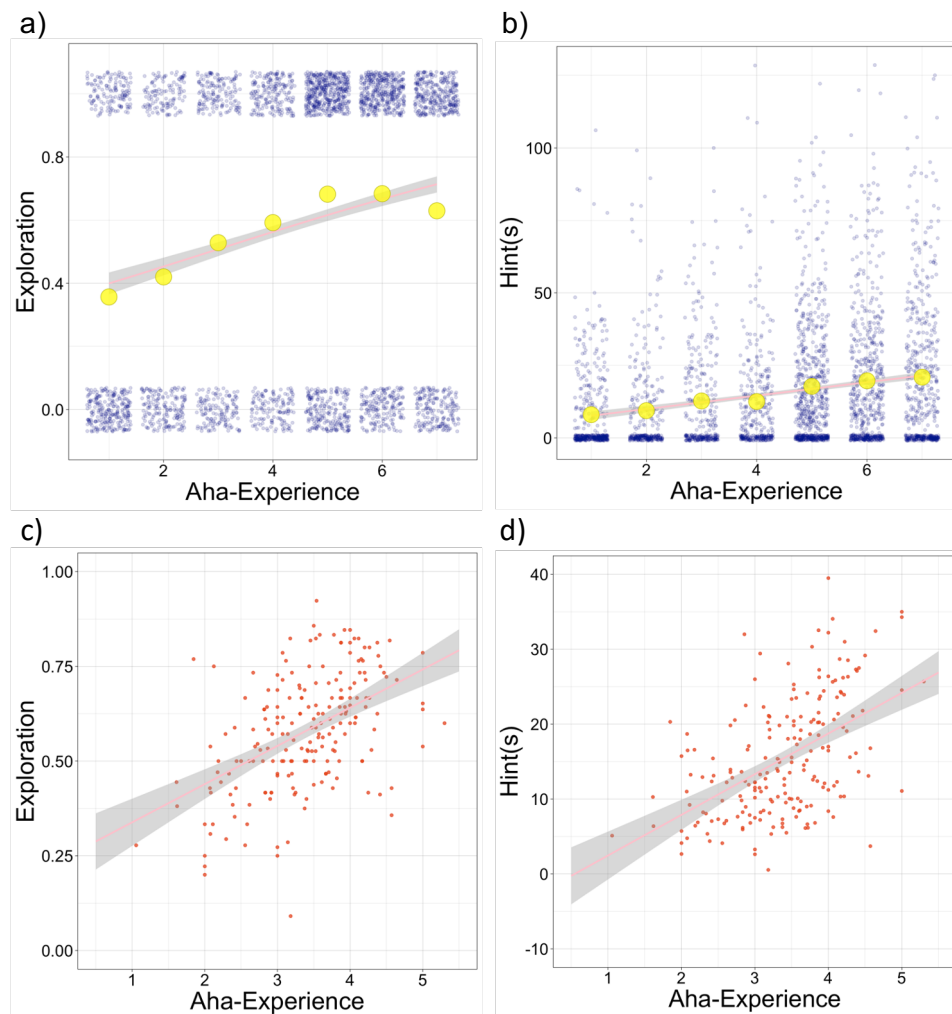 a)
Exploration
0.8
0.4
0.0
2
4
6
Aha-Experience
b)
Hint(s)
100
50
0
2
4
6
Aha-Experience
c)
Exploration
1.00
0.75
0.50
0.25
0.00
1
2
3
4
5
Aha-Experience
d)
Hint(s)
40
30
20
10
0
-10
1
2
3
4
5
Aha-Experience